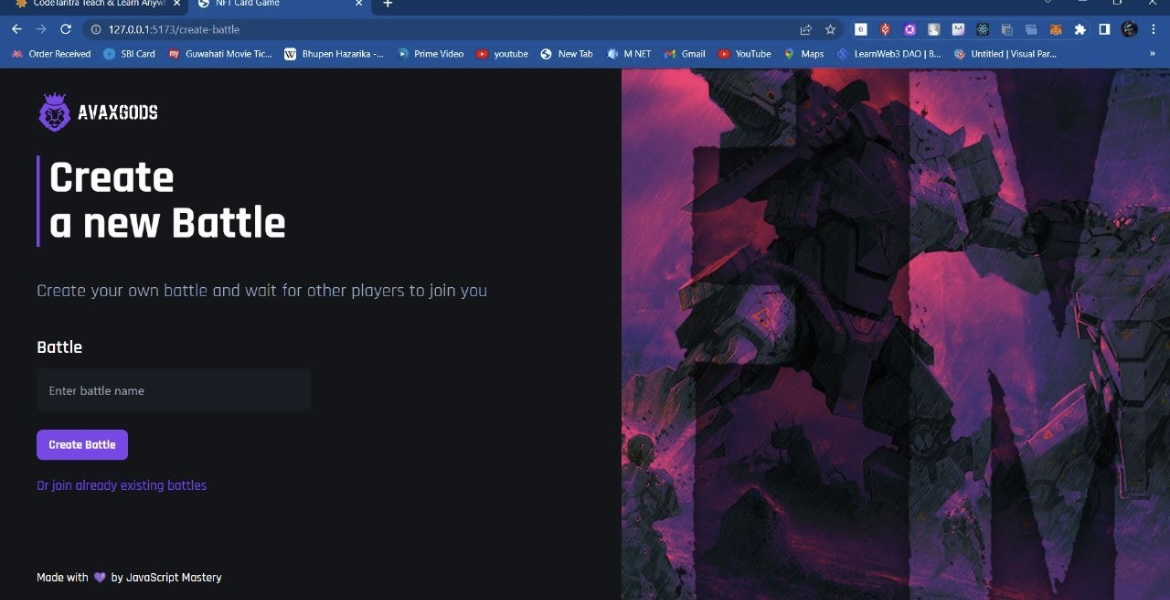 CodeTantra Teach & Learn Anywh
NFT Card Game
127.0.0.1:5173/create-battle
Order Received
SBI Card
Guwahati Movie Tic...
Bhupen Hazarika -...
Prime Video
youtube
New Tab
M NET
Gmail
YouTube
Maps
LearnWeb3 DAO | B...
Untitled | Visual Par...
»
AVAXGODS
Create
a new Battle
Create your own battle and wait for other players to join you
Battle
Enter battle name
Create Battle
Or join already existing battles
Made with 💜 by JavaScript Mastery